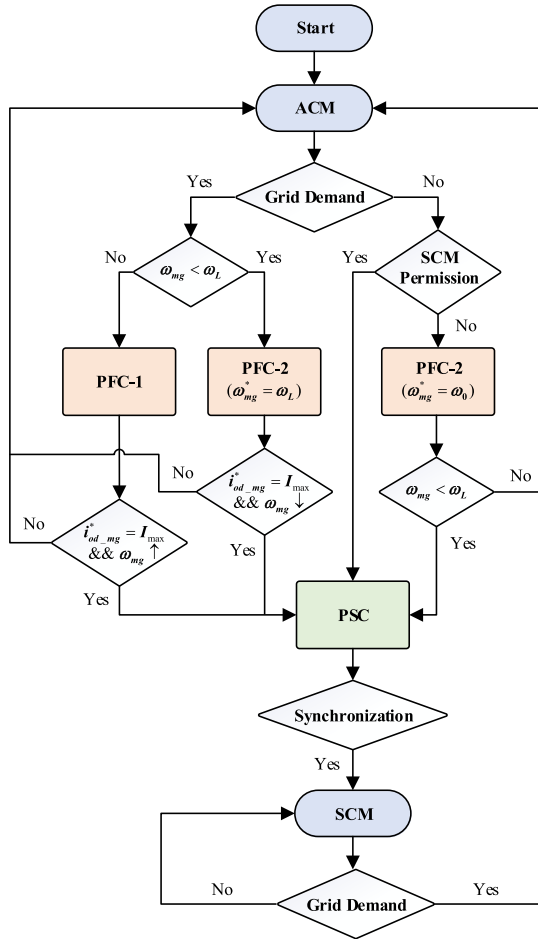 Start
ACM
Yes
Grid Demand
No
No
ω_mg < ω_L
Yes
Yes
SCM
Permission
No
PFC-1
PFC-2
(ω*_mg = ω_L)
PFC-2
(ω*_mg = ω_0)
No
i*_od_mg = I_max
&& ω_mg ↓
ω_mg < ω_L
No
No
i*_od_mg = I_max
&& ω_mg ↑
Yes
Yes
Yes
PSC
Synchronization
Yes
SCM
No
Grid Demand
Yes